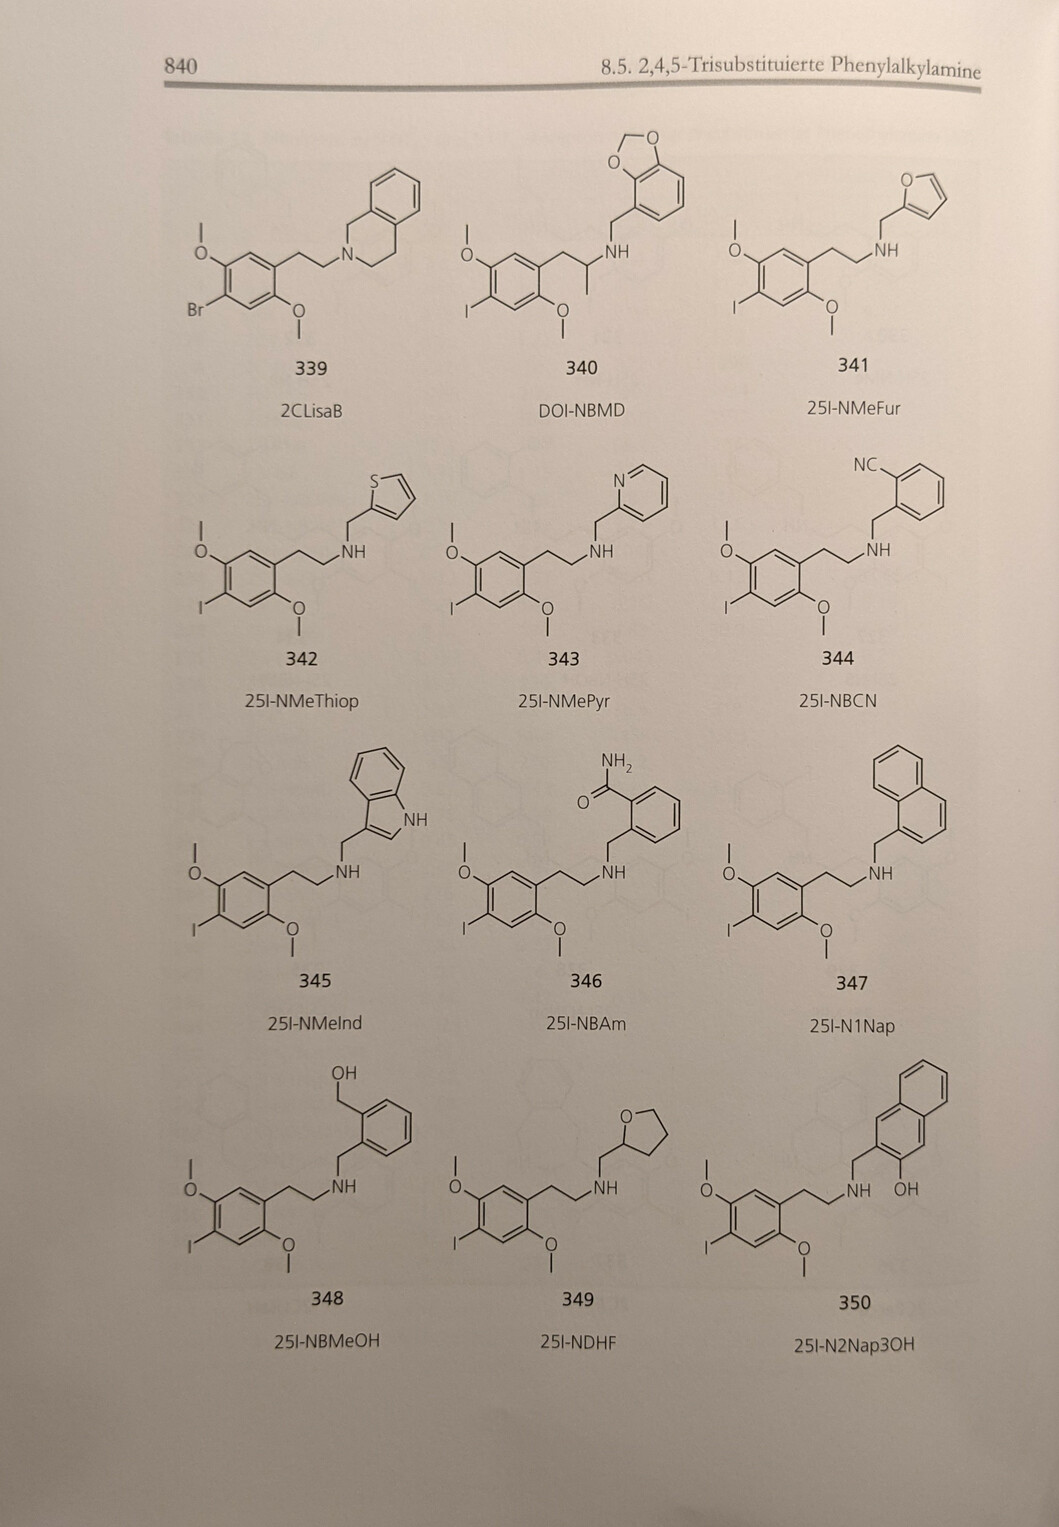 840 8.5. 2,4,5-Trisubstituierte Phenylalkylamine
O
Br
N
O
339
2CLisaB
O
O
O
NH
I
O
340
DOI-NBMD
O
O
NH
I
O
341
25I-NMeFur
S
O
NH
I
O
342
25I-NMeThiop
N
O
NH
I
O
343
25I-NMePyr
NC
O
NH
I
O
344
25I-NBCN
NH
O
NH
I
O
345
25I-NMeInd
NH2
O
O
NH
I
O
346
25I-NBAm
O
NH
I
O
347
25I-N1Nap
OH
O
NH
I
O
348
25I-NBMeOH
O
O
NH
I
O
349
25I-NDHF
O
NH
OH
I
O
350
25I-N2Nap3OH